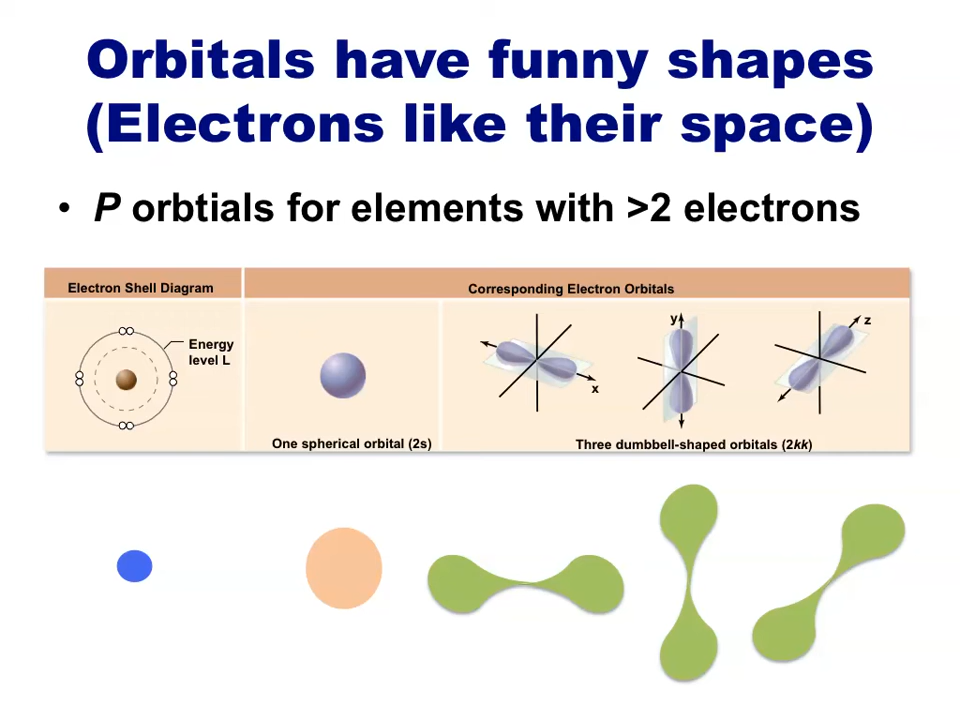 Orbitals have funny shapes
(Electrons like their space)
• P orbtials for elements with >2 electrons
Electron Shell Diagram
Corresponding Electron Orbitals
Energy
level L
x
y
z
One spherical orbital (2s)
Three dumbbell-shaped orbitals (2kk)